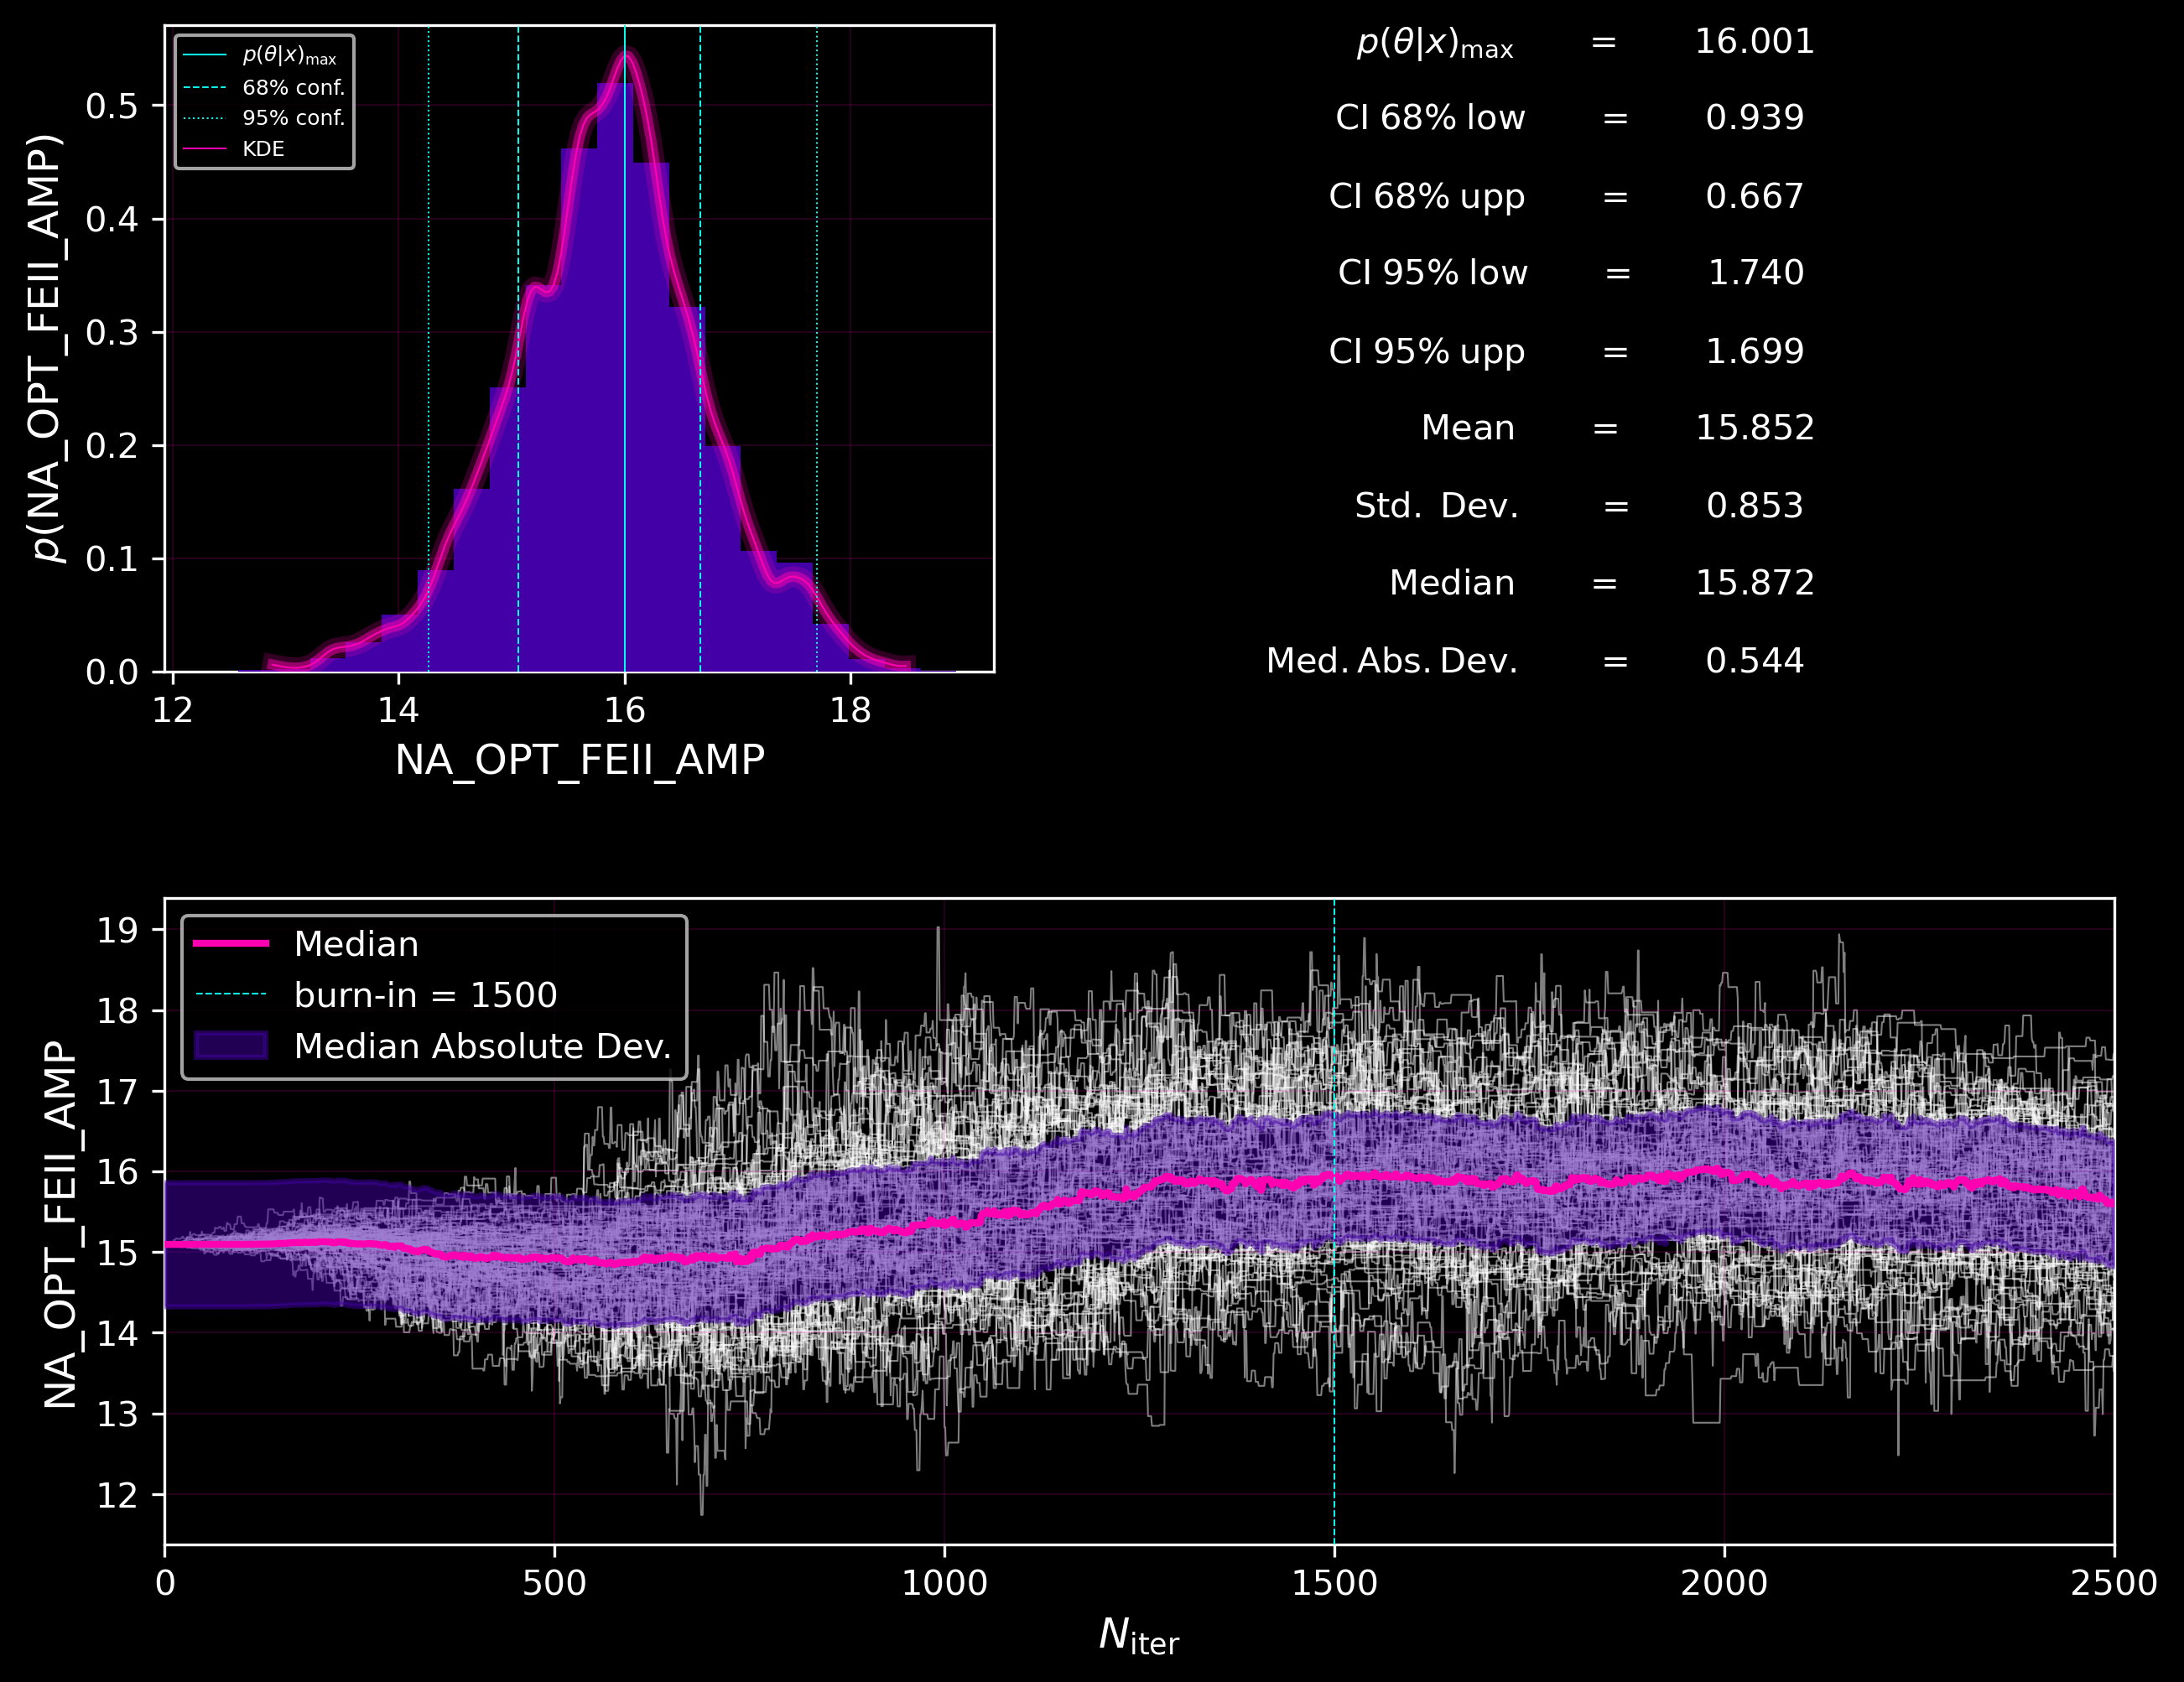 p(θ|x)max
68% conf.
95% conf.
KDE
p(NA_OPT_FEII_AMP)
0.5
0.4
0.3
0.2
0.1
0.0
12 14 16 18
NA_OPT_FEII_AMP
p(θ|x)max = 16.001
CI 68% low = 0.939
CI 68% upp = 0.667
CI 95% low = 1.740
CI 95% upp = 1.699
Mean = 15.852
Std. Dev. = 0.853
Median = 15.872
Med. Abs. Dev. = 0.544
Median
burn-in = 1500
Median Absolute Dev.
NA_OPT_FEII_AMP
19
18
17
16
15
14
13
12
0 500 1000 1500 2000 2500
Niter